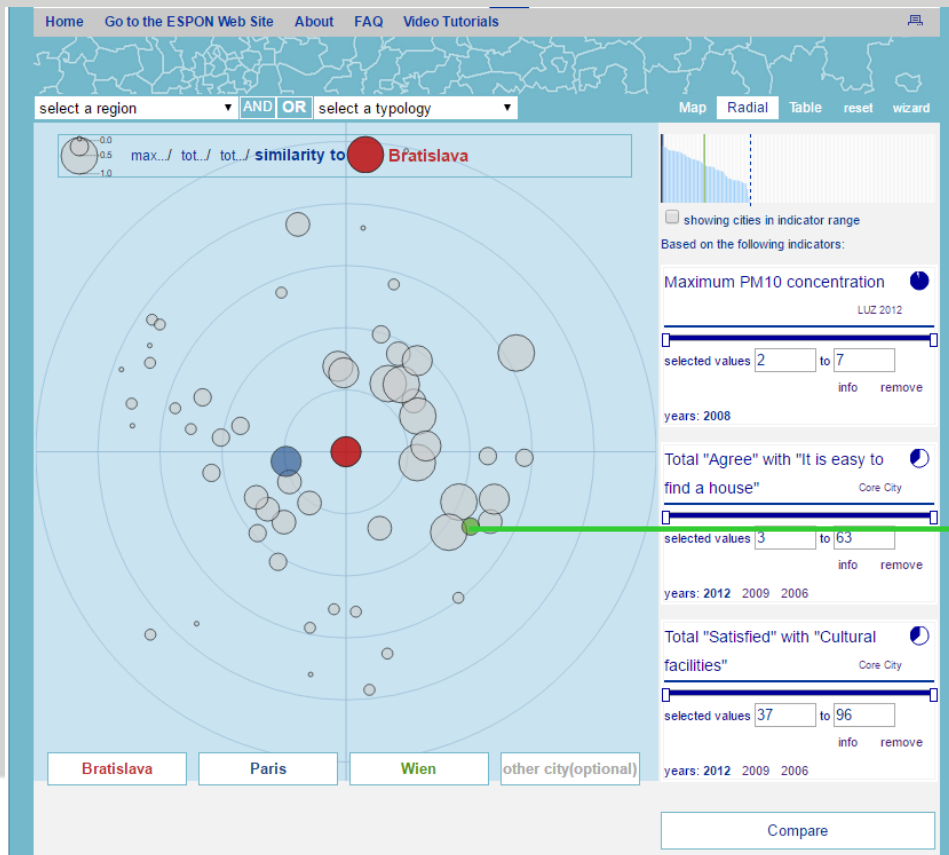 Home Go to the ESPON Web Site About FAQ Video Tutorials
select a region AND OR select a typology Map Radial Table reset wizard
0.0
0.5
1.0
max.../ tot.../ tot.../ similarity to Bratislava
showing cities in indicator range
Based on the following indicators:
Maximum PM10 concentration
LUZ 2012
selected values 2 to 7
info remove
years: 2008
Total "Agree" with "It is easy to
find a house" Core City
selected values 3 to 63
info remove
years: 2012 2009 2006
Total "Satisfied" with "Cultural
facilities" Core City
selected values 37 to 96
info remove
years: 2012 2009 2006
Bratislava Paris Wien other city(optional)
Compare